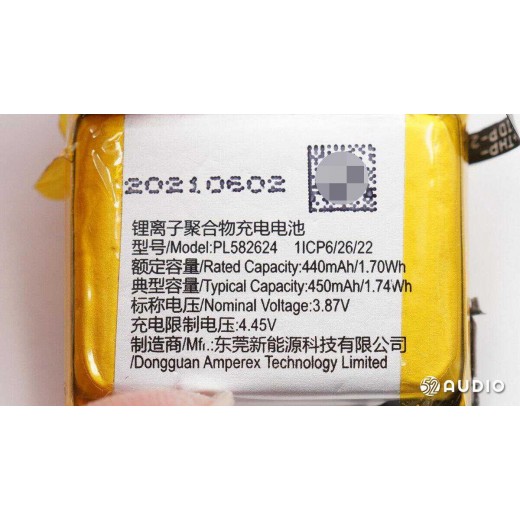 20210602
锂离子聚合物充电电池
型号/Model:PL582624 1ICP6/26/22
额定容量/Rated Capacity:440mAh/1.70Wh
典型容量/Typical Capacity:450mAh/1.74Wh
标称电压/Nominal Voltage:3.87V
充电限制电压:4.45V
制造商/Mfr.:东莞新能源科技有限公司
/Dongguan Amperex Technology Limited
52 AUDIO